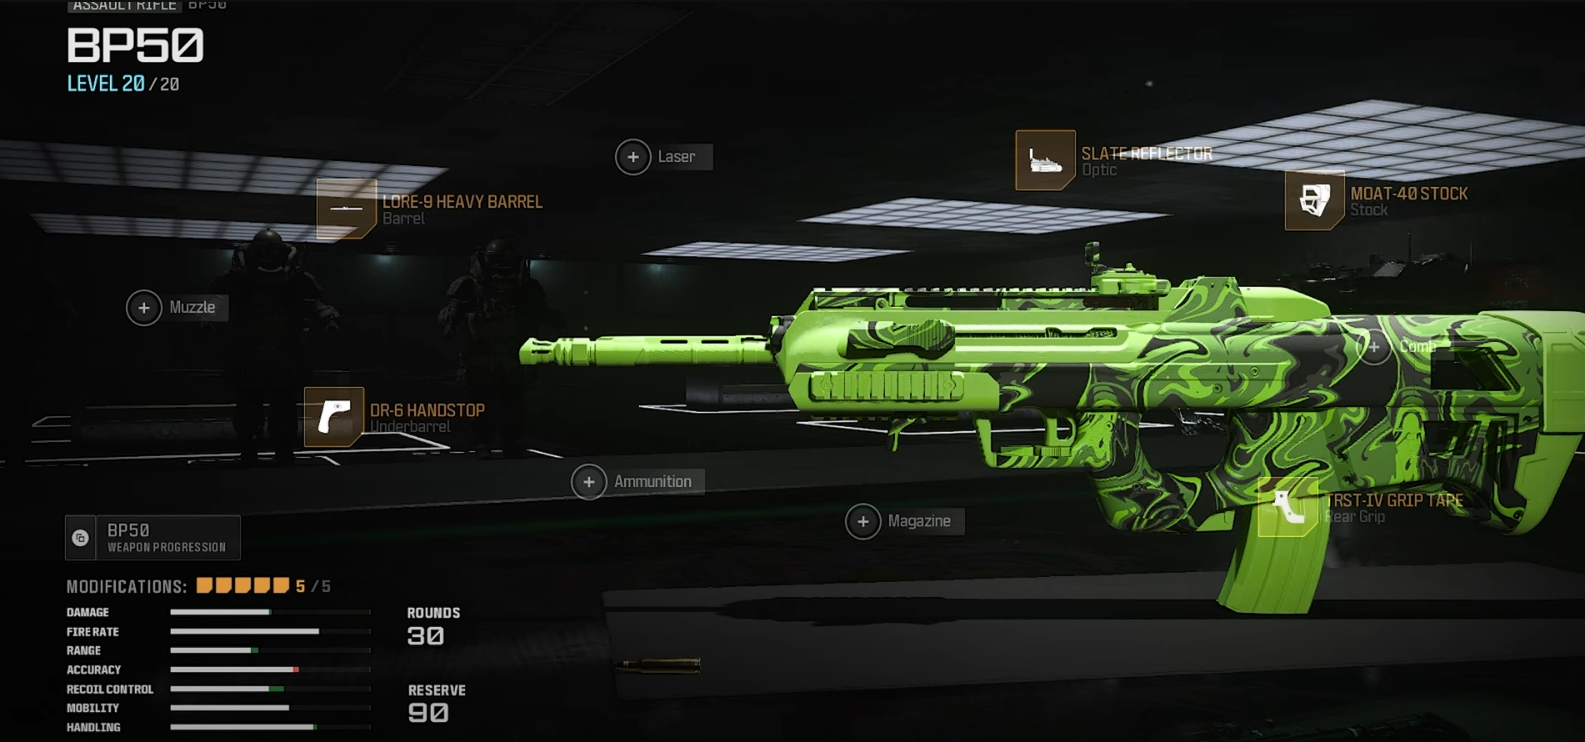 ASSAULT RIFLE BP50
BP50
LEVEL 20 / 20
Laser
SLATE REFLECTOR
Optic
MOAT-40 STOCK
Stock
LORE-9 HEAVY BARREL
Barrel
Muzzle
Comb
DR-6 HANDSTOP
Underbarrel
Ammunition
Magazine
TRST-IV GRIP TAPE
Rear Grip
BP50
WEAPON PROGRESSION
MODIFICATIONS: 5 / 5
DAMAGE
FIRE RATE
RANGE
ACCURACY
RECOIL CONTROL
MOBILITY
HANDLING
ROUNDS
30
RESERVE
90